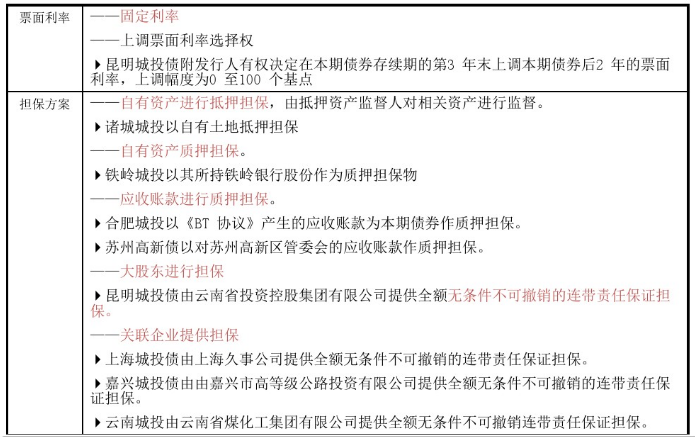 票面利率
——固定利率
——上调票面利率选择权
昆明城投债附发行人有权决定在本期债券存续期的第3 年末上调本期债券后2 年的票面
利率，上调幅度为0 至100 个基点
担保方案
——自有资产进行抵押担保，由抵押资产监督人对相关资产进行监督。
诸城城投以自有土地抵押担保
——自有资产质押担保。
铁岭城投以其所持铁岭银行股份作为质押担保物
——应收账款进行质押担保。
合肥城投以《BT 协议》产生的应收账款为本期债券作质押担保。
苏州高新债以对苏州高新区管委会的应收账款作质押担保。
——大股东进行担保
昆明城投债由云南省投资控股集团有限公司提供全额无条件不可撤销的连带责任保证担
保。
——关联企业提供担保
上海城投债由上海久事公司提供全额无条件不可撤销的连带责任保证担保。
嘉兴城投债由由嘉兴市高等级公路投资有限公司提供全额无条件不可撤销的连带责任保
证担保。
云南城投由云南省煤化工集团有限公司提供全额无条件不可撤销连带责任保证担保。